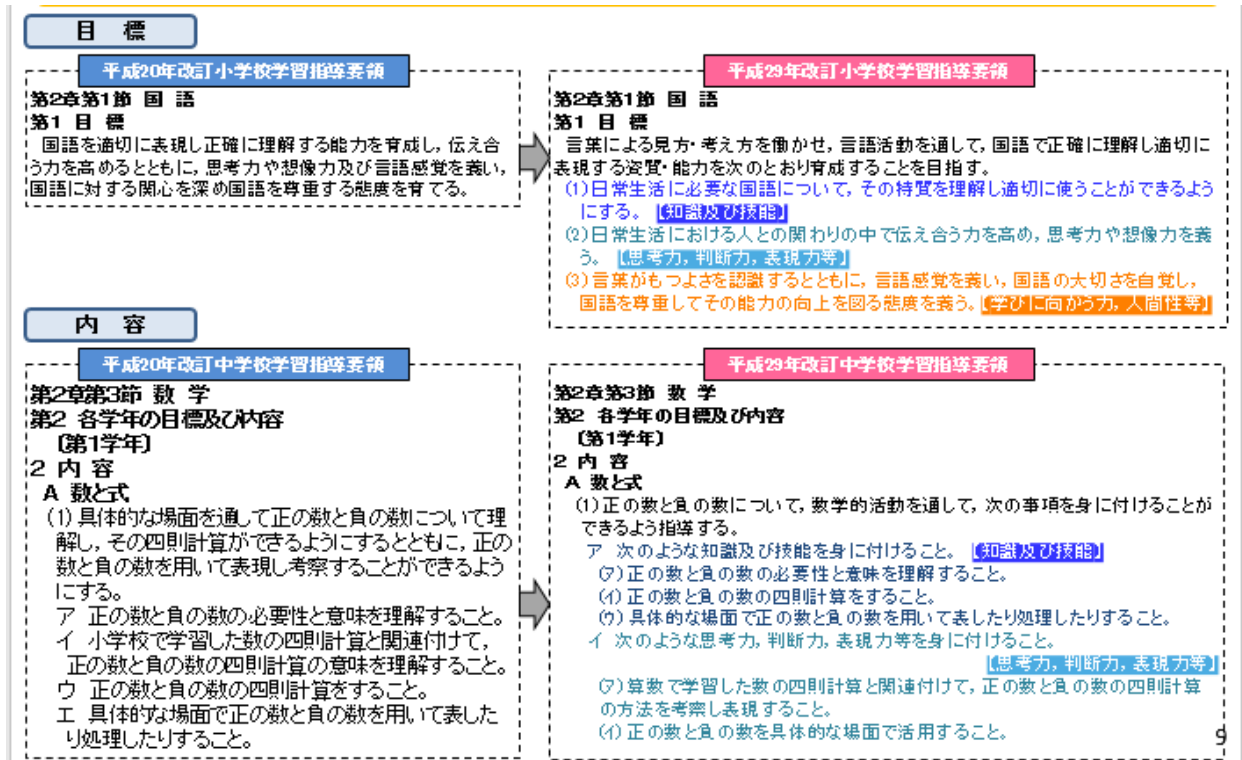 目 標
平成20年改訂小学校学習指導要領
第2章第1節 国 語
第1 目 標
国語を適切に表現し正確に理解する能力を育成し，伝え合
う力を高めるとともに，思考力や想像力及び言語感覚を養い，
国語に対する関心を深め国語を尊重する態度を育てる。
平成29年改訂小学校学習指導要領
第2章第1節 国 語
第1 目 標
言葉による見方・考え方を働かせ，言語活動を通して，国語で正確に理解し適切に
表現する資質・能力を次のとおり育成することを目指す。
(1)日常生活に必要な国語について，その特質を理解し適切に使うことができるよう
にする。【知識及び技能】
(2)日常生活における人との関わりの中で伝え合う力を高め，思考力や想像力を養
う。【思考力，判断力，表現力等】
(3)言葉がもつよさを認識するとともに，言語感覚を養い，国語の大切さを自覚し，
国語を尊重してその能力の向上を図る態度を養う。【学びに向かう力，人間性等】
内 容
平成20年改訂中学校学習指導要領
第2章第3節 数 学
第2 各学年の目標及び内容
〔第1学年〕
2 内 容
A 数と式
(1) 具体的な場面を通して正の数と負の数について理
解し，その四則計算ができるようにするとともに，正の
数と負の数を用いて表現し考察することができるよう
にする。
ア 正の数と負の数の必要性と意味を理解すること。
イ 小学校で学習した数の四則計算と関連付けて，
正の数と負の数の四則計算の意味を理解すること。
ウ 正の数と負の数の四則計算をすること。
エ 具体的な場面で正の数と負の数を用いて表した
り処理したりすること。
平成29年改訂中学校学習指導要領
第2章第3節 数 学
第2 各学年の目標及び内容
〔第1学年〕
2 内 容
A 数と式
(1)正の数と負の数について，数学的活動を通して，次の事項を身に付けることが
できるよう指導する。
ア 次のような知識及び技能を身に付けること。【知識及び技能】
(ｱ)正の数と負の数の必要性と意味を理解すること。
(ｲ)正の数と負の数の四則計算をすること。
(ｳ)具体的な場面で正の数と負の数を用いて表したり処理したりすること。
イ 次のような思考力，判断力，表現力等を身に付けること。
【思考力，判断力，表現力等】
(ｱ)算数で学習した数の四則計算と関連付けて，正の数と負の数の四則計算
の方法を考察し表現すること。
(ｲ)正の数と負の数を具体的な場面で活用すること。
9